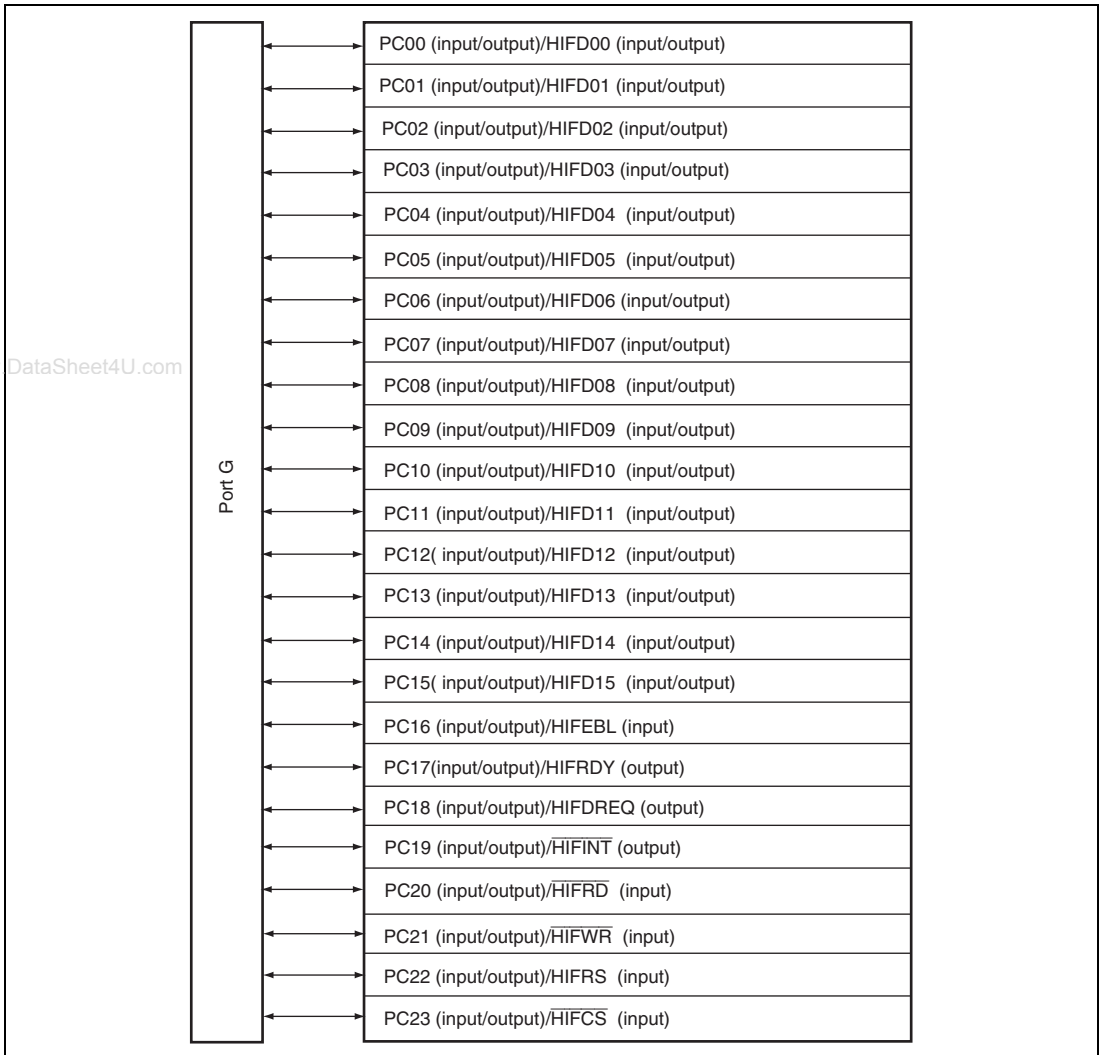 PC00 (input/output)/HIFD00 (input/output)
PC01 (input/output)/HIFD01 (input/output)
PC02 (input/output)/HIFD02 (input/output)
PC03 (input/output)/HIFD03 (input/output)
PC04 (input/output)/HIFD04 (input/output)
PC05 (input/output)/HIFD05 (input/output)
PC06 (input/output)/HIFD06 (input/output)
PC07 (input/output)/HIFD07 (input/output)
DataSheet4U.com
PC08 (input/output)/HIFD08 (input/output)
PC09 (input/output)/HIFD09 (input/output)
Port G
PC10 (input/output)/HIFD10 (input/output)
PC11 (input/output)/HIFD11 (input/output)
PC12( input/output)/HIFD12 (input/output)
PC13 (input/output)/HIFD13 (input/output)
PC14 (input/output)/HIFD14 (input/output)
PC15( input/output)/HIFD15 (input/output)
PC16 (input/output)/HIFEBL (input)
PC17(input/output)/HIFRDY (output)
PC18 (input/output)/HIFDREQ (output)
PC19 (input/output)/H̅I̅F̅I̅N̅T̅ (output)
PC20 (input/output)/H̅I̅F̅R̅D̅ (input)
PC21 (input/output)/H̅I̅F̅W̅R̅ (input)
PC22 (input/output)/HIFRS (input)
PC23 (input/output)/H̅I̅F̅C̅S̅ (input)